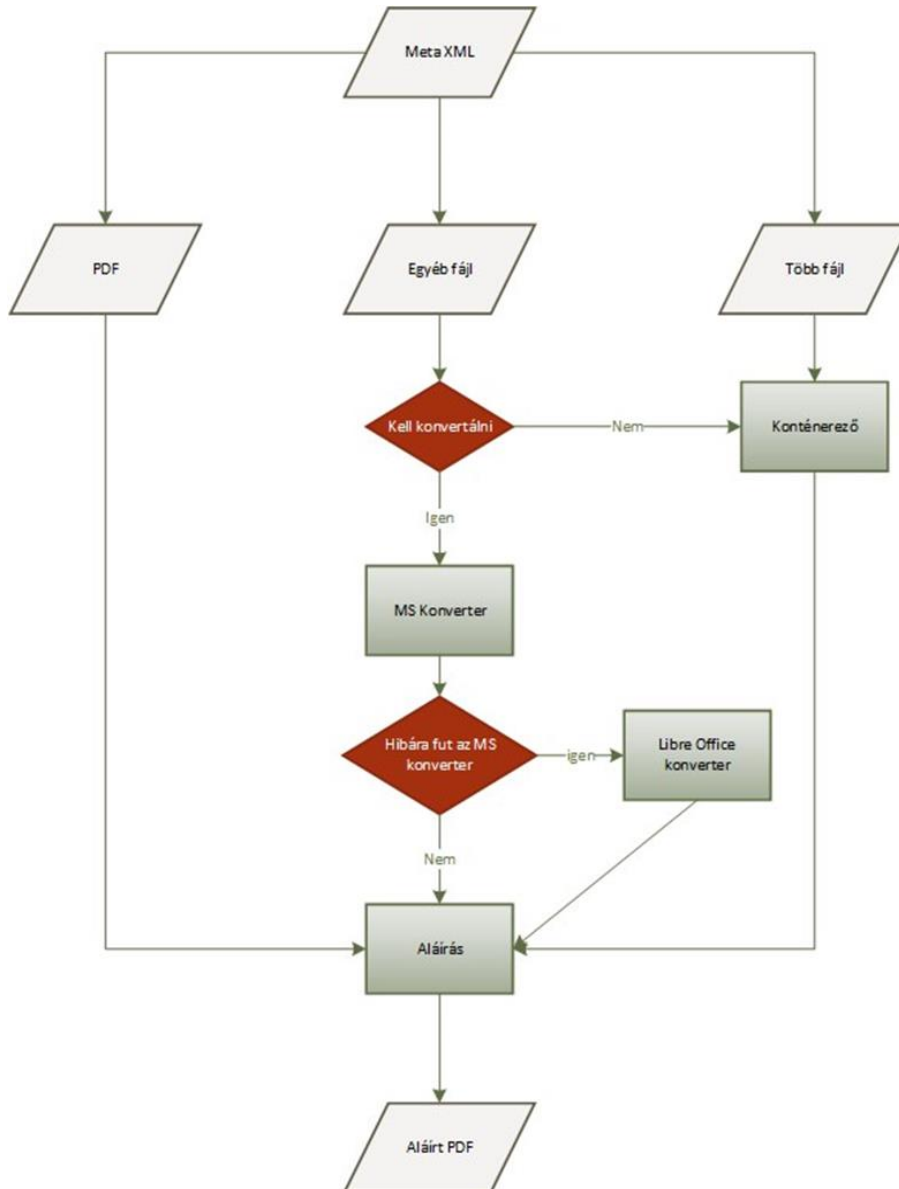 Meta XML
PDF
Egyéb fájl
Több fájl
Kell konvertálni
Nem
Konténerező
Igen
MS Konverter
Hibára fut az MS
konverter
igen
Libre Office
konverter
Nem
Aláírás
Aláírt PDF